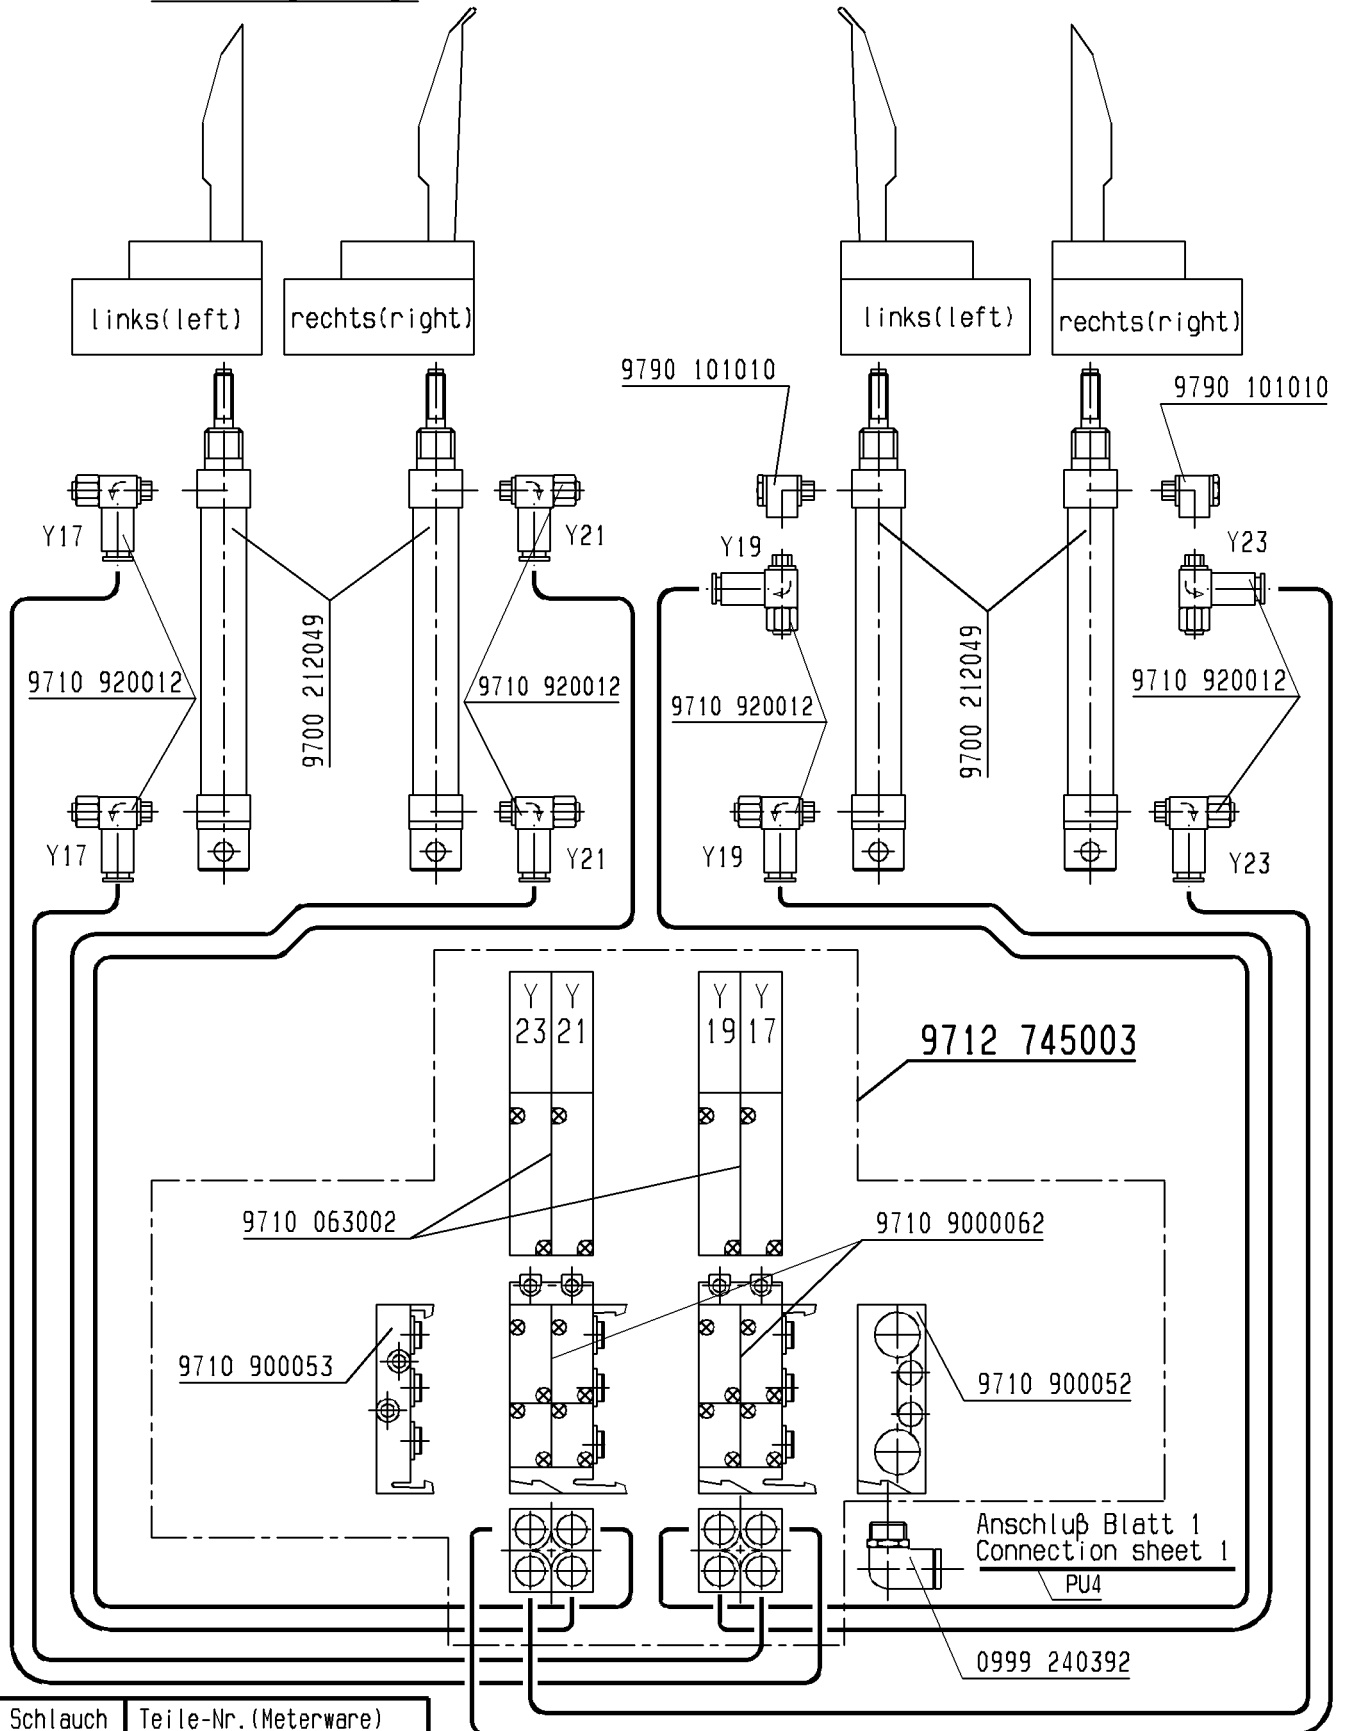 links(left)
rechts(right)
links(left)
rechts(right)
9790 101010
9790 101010
Y17
Y21
Y19
Y23
9700 212049
9700 212049
9710 920012
9710 920012
9710 920012
9710 920012
Y17
Y21
Y19
Y23
Y 23
Y 21
Y 19
Y 17
9712 745003
9710 063002
9710 9000062
9710 900053
9710 900052
Anschluß Blatt 1
Connection sheet 1
PU4
0999 240392
Schlauch
Teile-Nr.(Meterware)